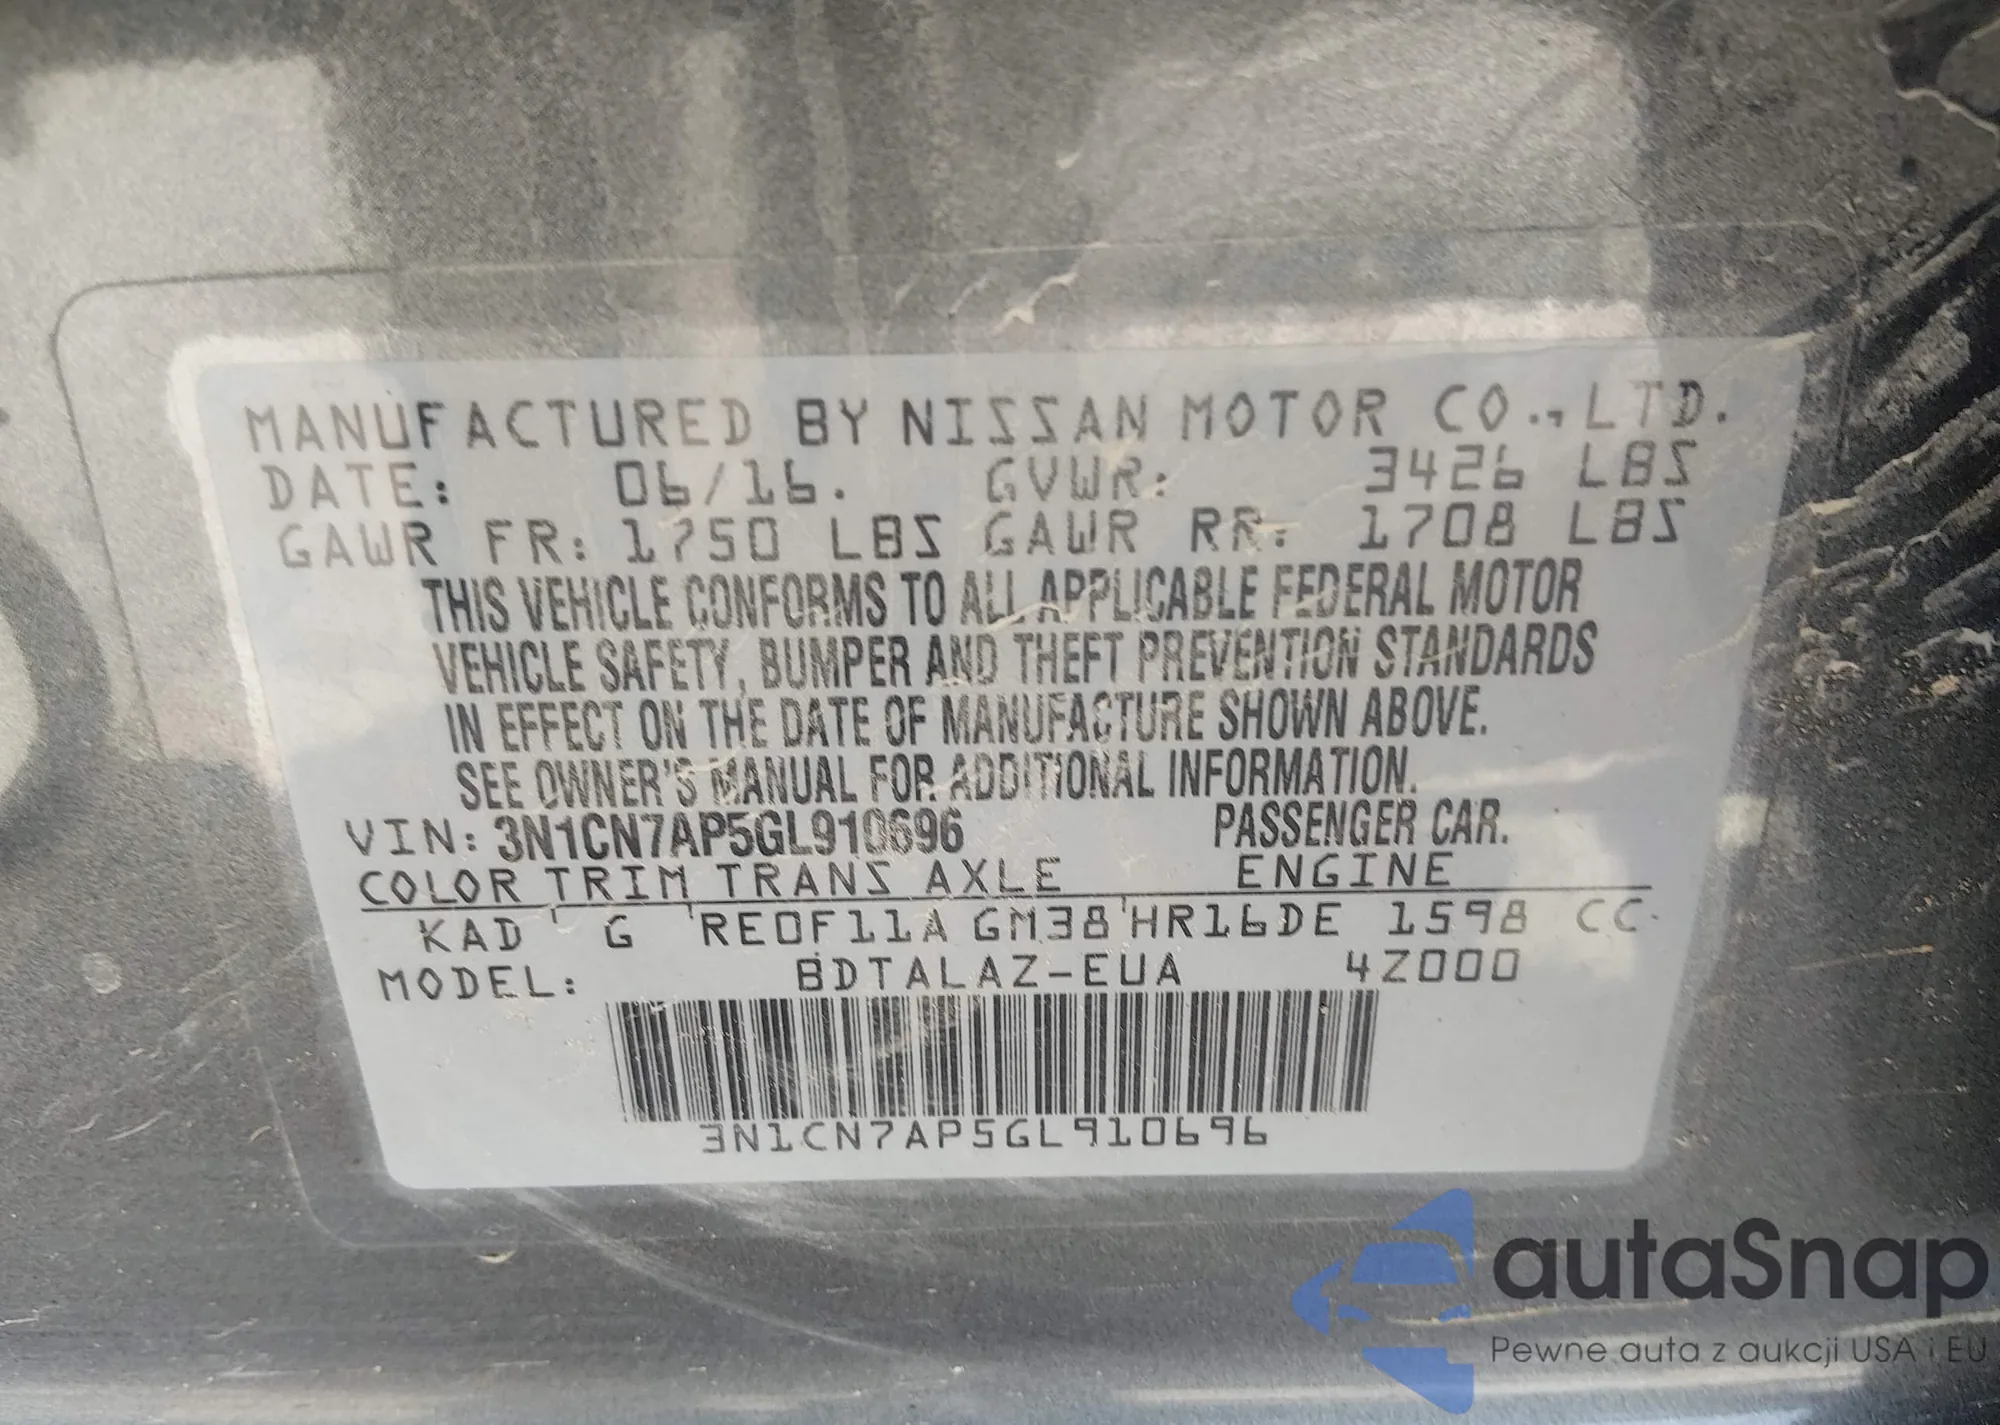 MANUFACTURED BY NISSAN MOTOR CO., LTD.
DATE: 06/16. GVWR: 3426 LBS
GAWR FR: 1750 LBS GAWR RR: 1708 LBS
THIS VEHICLE CONFORMS TO ALL APPLICABLE FEDERAL MOTOR
VEHICLE SAFETY, BUMPER AND THEFT PREVENTION STANDARDS
IN EFFECT ON THE DATE OF MANUFACTURE SHOWN ABOVE.
SEE OWNER'S MANUAL FOR ADDITIONAL INFORMATION.
VIN: 3N1CN7AP5GL910696 PASSENGER CAR.
COLOR TRIM TRANS AXLE ENGINE
KAD G RE0F11A GM38 HR16DE 1598 CC
MODEL: BDTALAZ-EUA 4Z000
3N1CN7AP5GL910696
autaSnap
Pewne auta z aukcji USA i EU